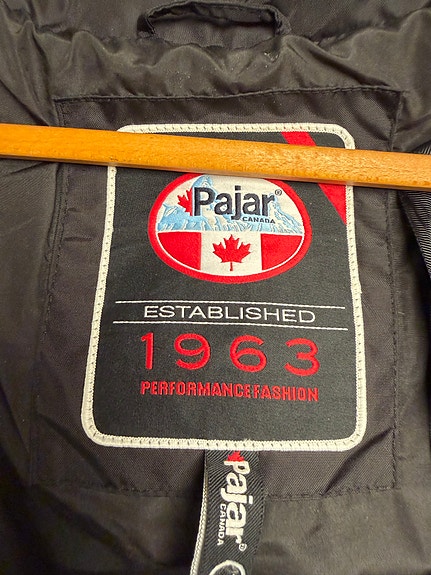 Pajar®
CANADA
ESTABLISHED
1963
PERFORMANCEFASHION
Pajar®
CANADA